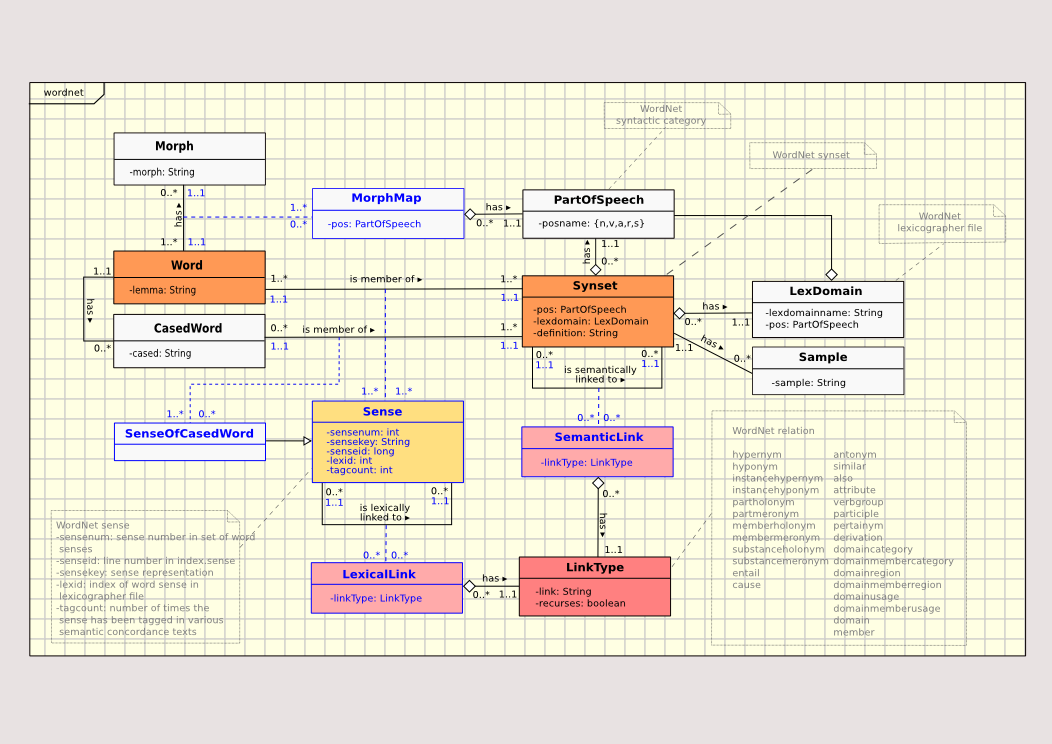 wordnet
WordNet
syntactic category
WordNet synset
WordNet
lexicographer file
Morph
-morph: String
0..*
1..1
has ▸
1..*
1..1
MorphMap
-pos: PartOfSpeech
1..*
0..*
has ▸
0..*
1..1
PartOfSpeech
-posname: {n,v,a,r,s}
has ▸
1..1
0..*
Word
-lemma: String
1..1
has ▸
0..*
1..*
1..1
is member of ▸
1..*
1..1
CasedWord
-cased: String
0..*
1..1
is member of ▸
1..*
1..1
Synset
-pos: PartOfSpeech
-lexdomain: LexDomain
-definition: String
has ▸
0..*
1..1
LexDomain
-lexdomainname: String
-pos: PartOfSpeech
1..1
has ▸
0..*
Sample
-sample: String
0..*
0..*
1..1
1..1
is semantically
linked to ▸
1..*
1..*
1..*
0..*
SenseOfCasedWord
Sense
-sensenum: int
-sensekey: String
-senseid: long
-lexid: int
-tagcount: int
0..*
0..*
1..1
1..1
is lexically
linked to ▸
0..*
0..*
SemanticLink
-linkType: LinkType
0..*
has ▸
1..1
0..*
0..*
LexicalLink
-linkType: LinkType
has ▸
0..*
1..1
LinkType
-link: String
-recurses: boolean
WordNet sense
-sensenum: sense number in set of word
senses
-senseid: line number in index.sense
-sensekey: sense representation
-lexid: index of word sense in
lexicographer file
-tagcount: number of times the
sense has been tagged in various
semantic concordance texts
WordNet relation
hypernym
hyponym
instancehypernym
instancehyponym
partholonym
partmeronym
memberholonym
membermeronym
substanceholonym
substancemeronym
entail
cause
antonym
similar
also
attribute
verbgroup
participle
pertainym
derivation
domaincategory
domainmembercategory
domainregion
domainmemberregion
domainusage
domainmemberusage
domain
member